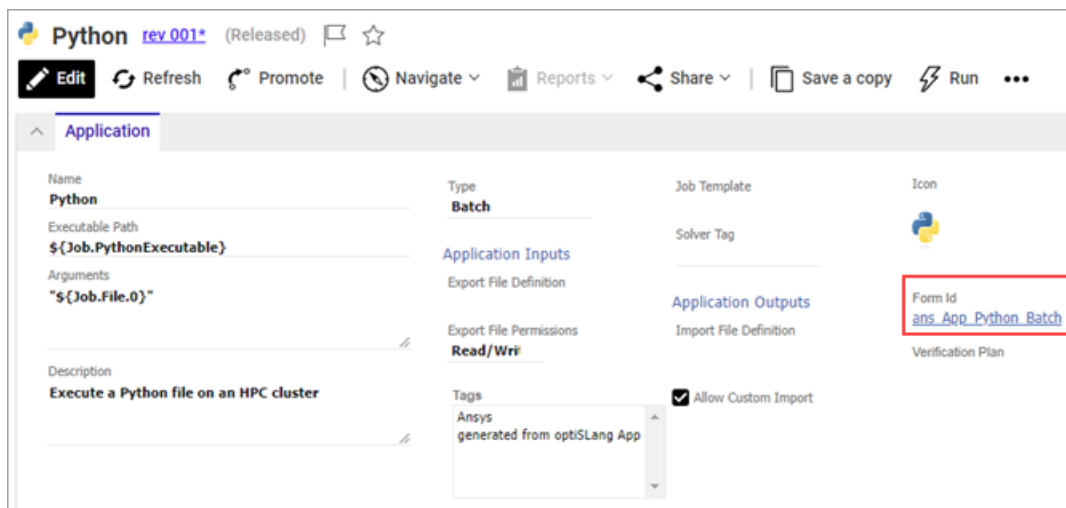 Python rev 001* (Released)
Edit Refresh Promote Navigate Reports Share Save a copy Run
Application
Name
Python
Executable Path
${Job.PythonExecutable}
Arguments
"${Job.File.0}"
Description
Execute a Python file on an HPC cluster
Type
Batch
Application Inputs
Export File Definition
Export File Permissions
Read/Wri
Tags
Ansys
generated from optiSLang App
Job Template
Solver Tag
Application Outputs
Import File Definition
Allow Custom Import
Icon
Form Id
ans_App_Python_Batch
Verification Plan